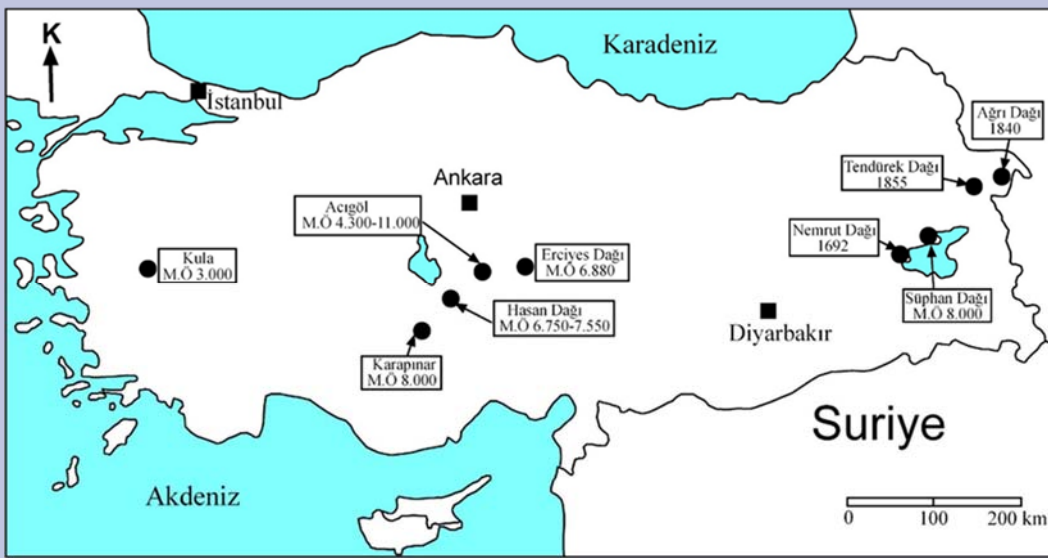 K
Karadeniz
İstanbul
Ağrı Dağı
1840
Tendürek Dağı
1855
Ankara
Acıgöl
M.Ö 4.300-11.000
Nemrut Dağı
1692
Kula
M.Ö 3.000
Erciyes Dağı
M.Ö 6.880
Süphan Dağı
M.Ö 8.000
Hasan Dağı
M.Ö 6.750-7.550
Diyarbakır
Karapınar
M.Ö 8.000
Suriye
Akdeniz
0 100 200 km